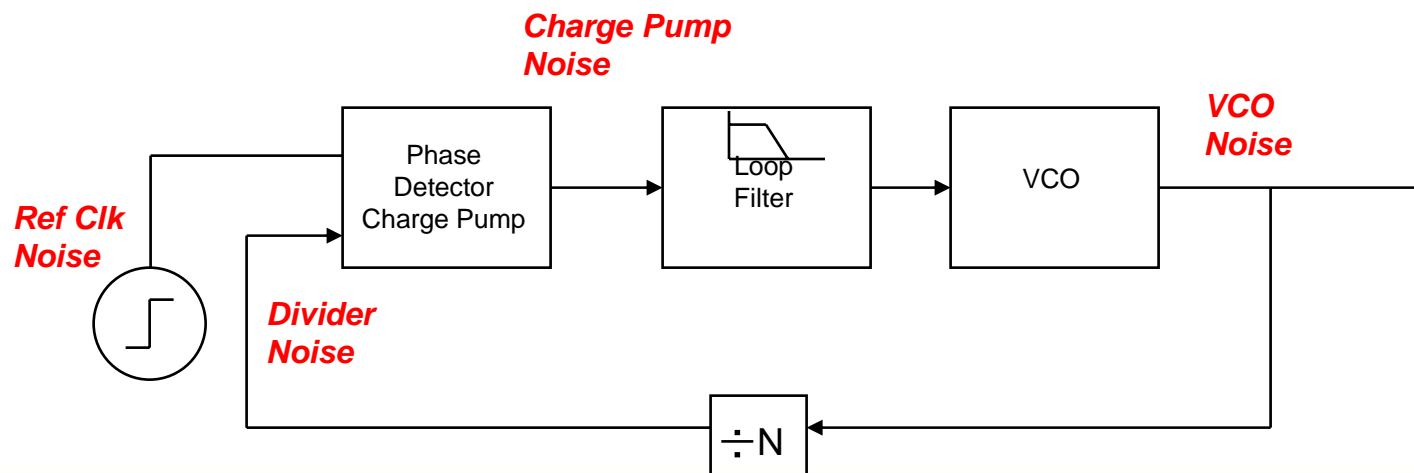 Charge Pump
Noise
VCO
Noise
Phase
Detector
Charge Pump
Loop
Filter
VCO
Ref Clk
Noise
Divider
Noise
÷N